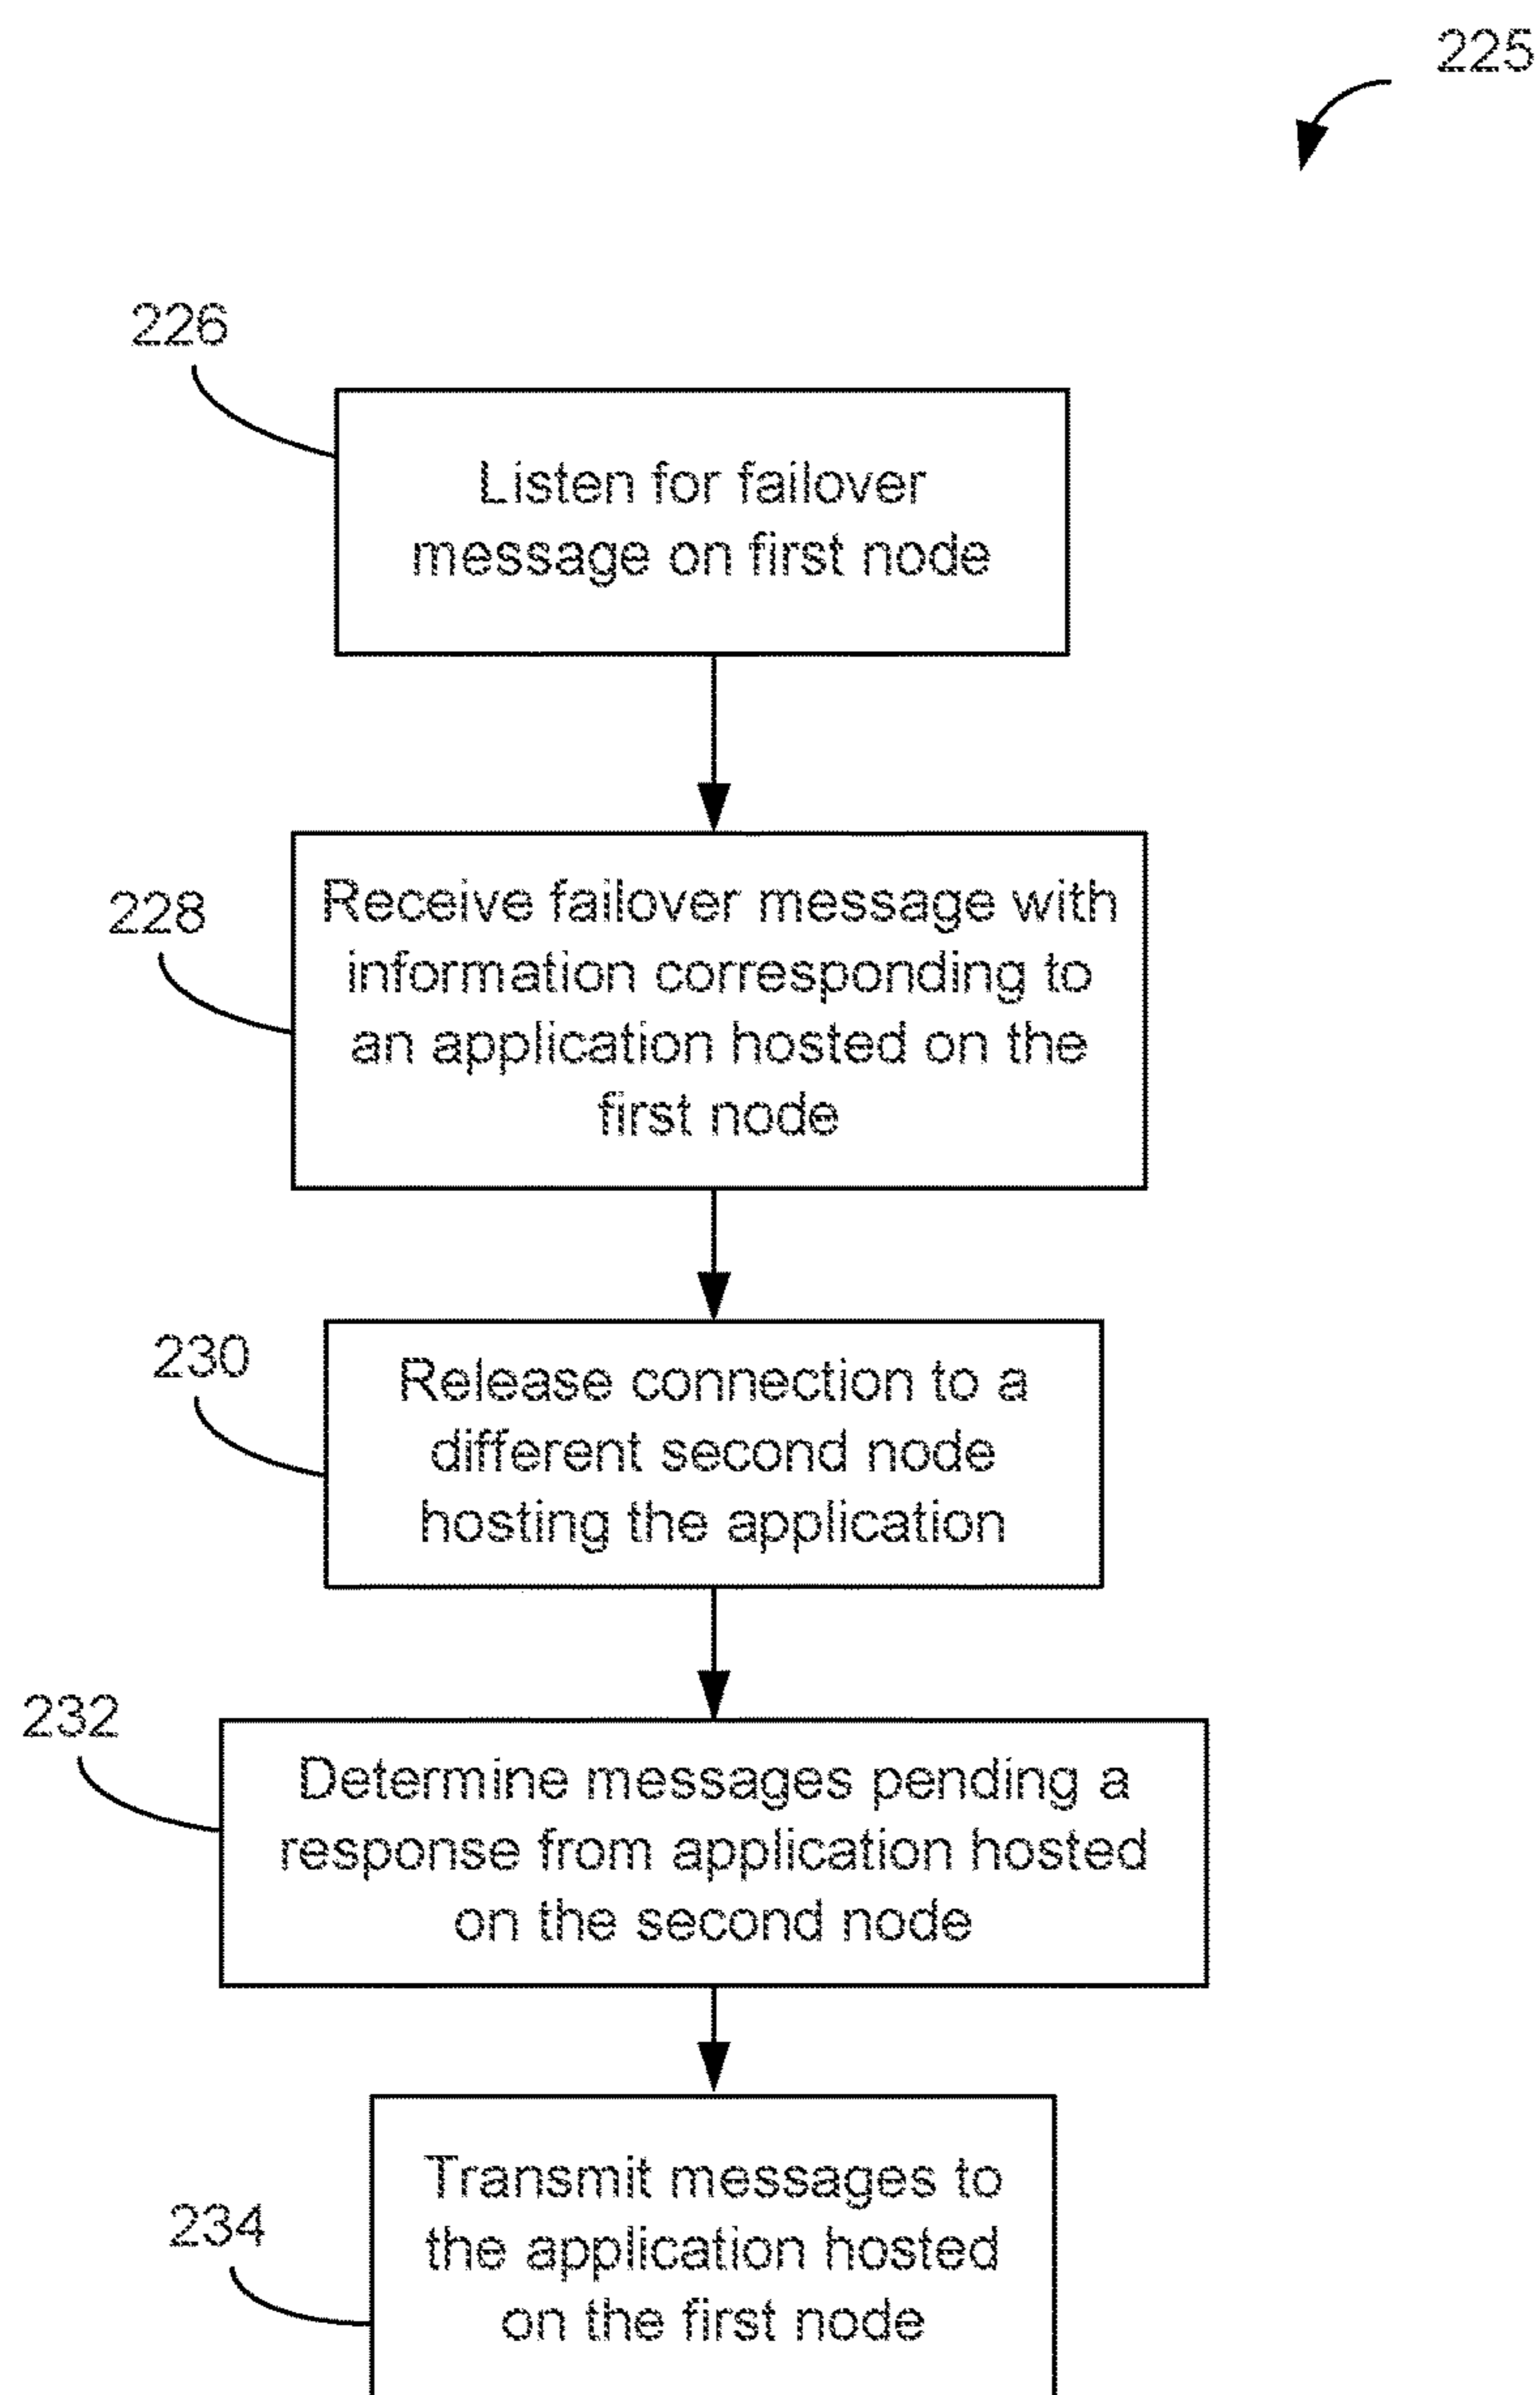 225
226
Listen for failover
message on first node
228
Receive failover message with
information corresponding to
an application hosted on the
first node
230
Release connection to a
different second node
hosting the application
232
Determine messages pending a
response from application hosted
on the second node
234
Transmit messages to
the application hosted
on the first node